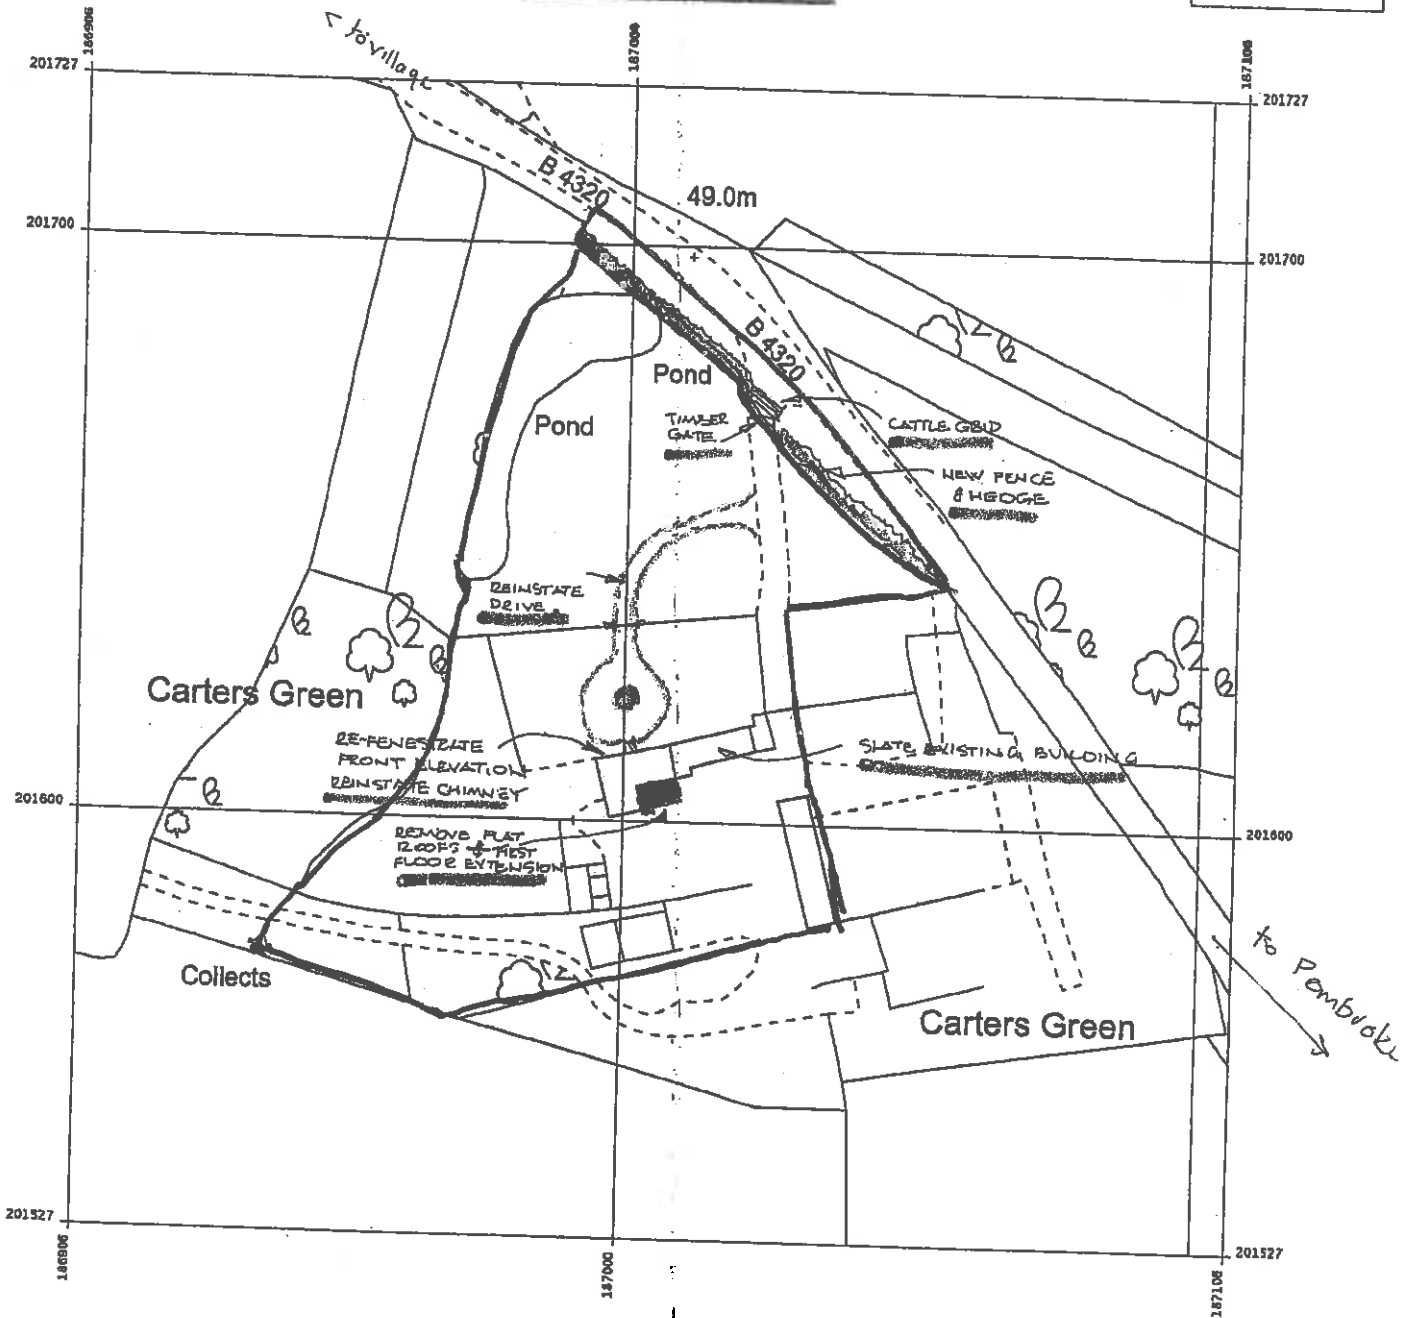 < to village
186906
187000
187106
201727
201727
B 4320
49.0m
201700
201700
B 4320
Pond
Pond
TIMBER
GATE
CATTLE GRID
NEW FENCE
& HEDGE
REINSTATE
DRIVE
Carters Green
RE-FENESTRATE
FRONT ELEVATION
REINSTATE CHIMNEY
SLATE EXISTING BUILDING
201600
201600
REMOVE FLAT
ROOFS & FIRST
FLOOR EXTENSION
Collects
to Pembroke
Carters Green
201527
201527
186906
187000
187106